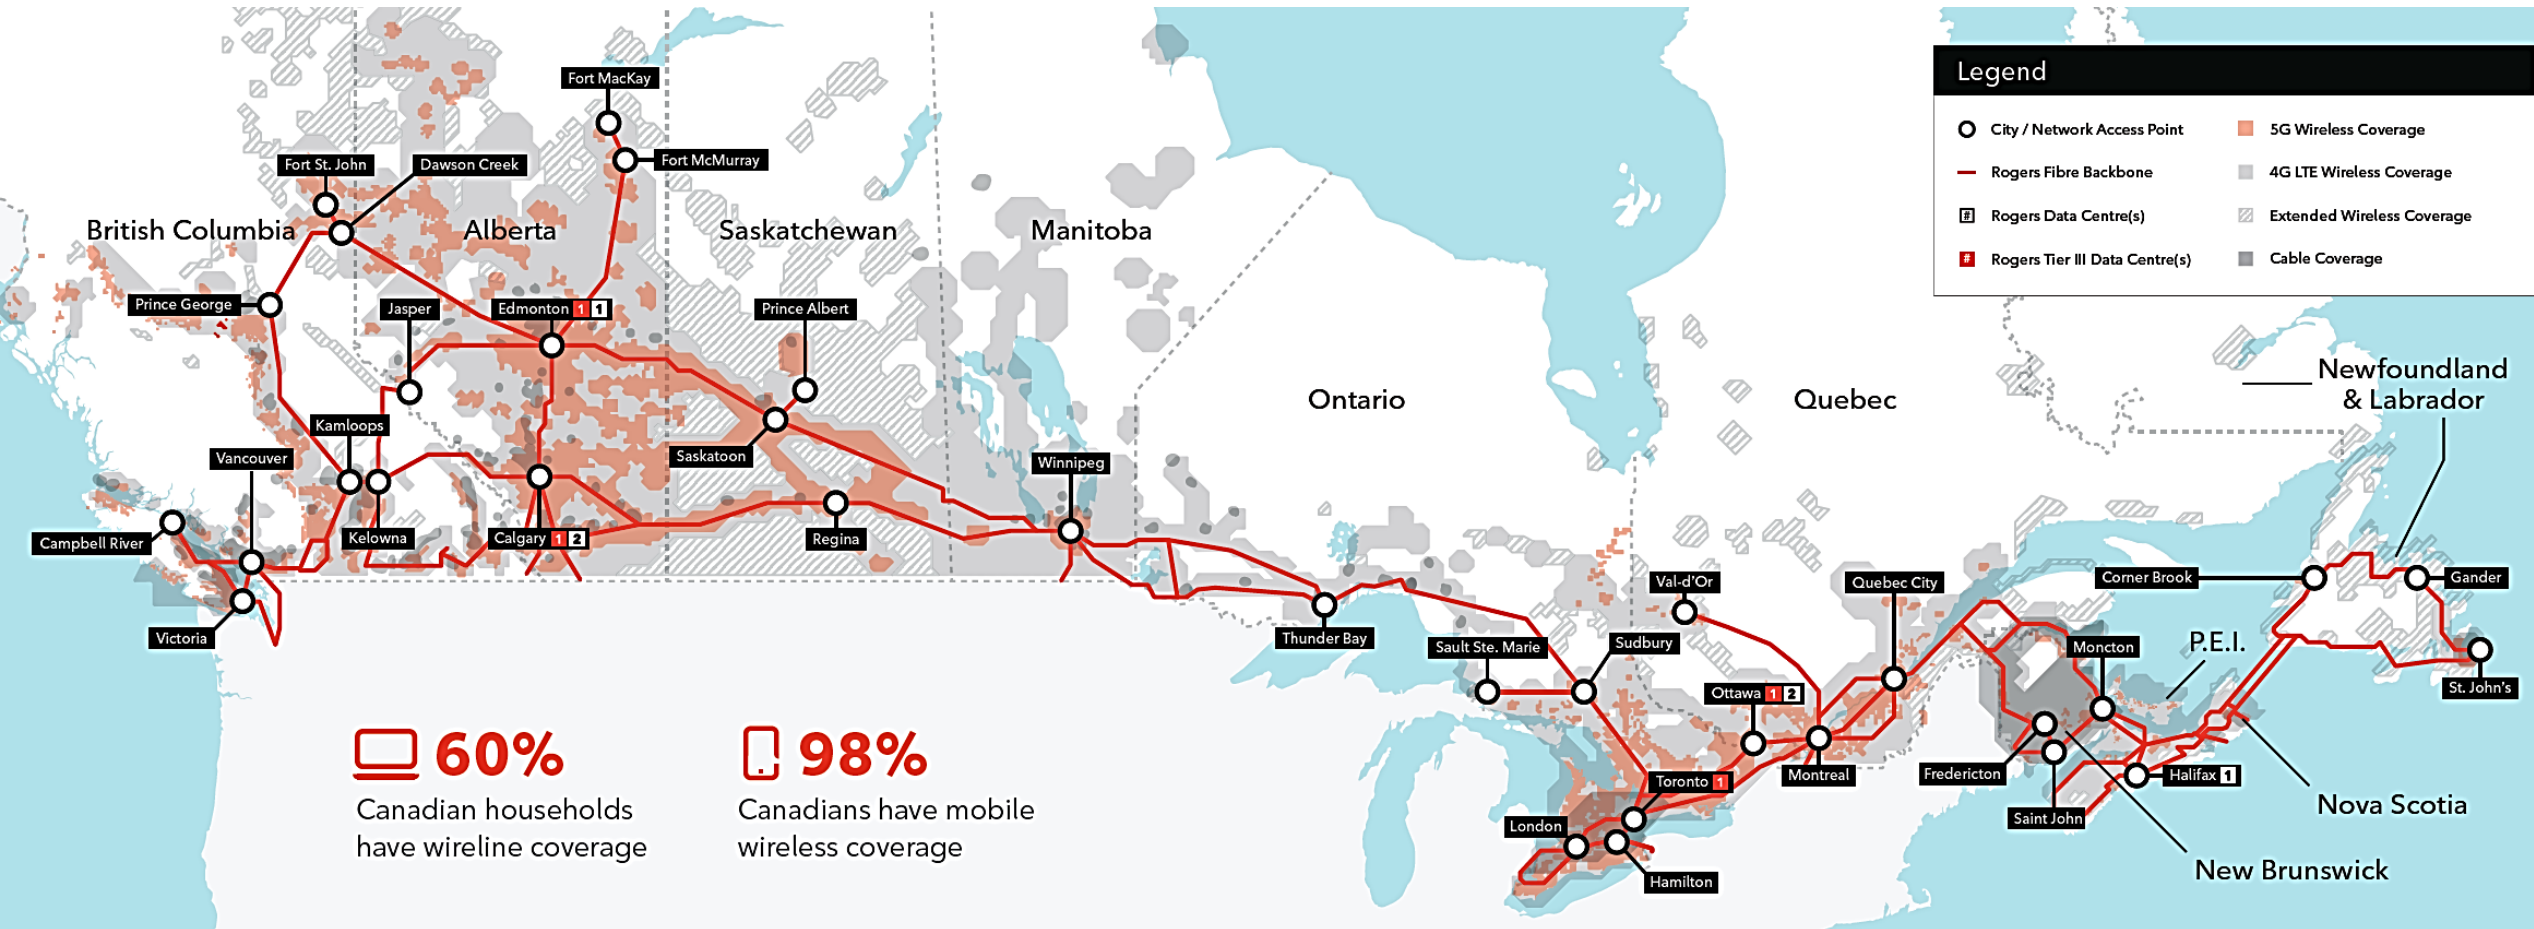 Fort MacKay
Legend
City / Network Access Point
5G Wireless Coverage
Rogers Fibre Backbone
4G LTE Wireless Coverage
# Rogers Data Centre(s)
Extended Wireless Coverage
# Rogers Tier III Data Centre(s)
Cable Coverage
Fort St. John
Dawson Creek
Fort McMurray
British Columbia
Alberta
Saskatchewan
Manitoba
Prince George
Jasper
Edmonton 1 1
Prince Albert
Newfoundland
& Labrador
Ontario
Quebec
Kamloops
Vancouver
Saskatoon
Winnipeg
Campbell River
Kelowna
Calgary 1 2
Regina
Val-d'Or
Quebec City
Corner Brook
Gander
Victoria
Thunder Bay
Sault Ste. Marie
Sudbury
Moncton
P.E.I.
Ottawa 1 2
St. John's
Toronto 1
Montreal
Fredericton
Halifax 1
Saint John
Nova Scotia
London
Hamilton
New Brunswick
60%
Canadian households
have wireline coverage
98%
Canadians have mobile
wireless coverage